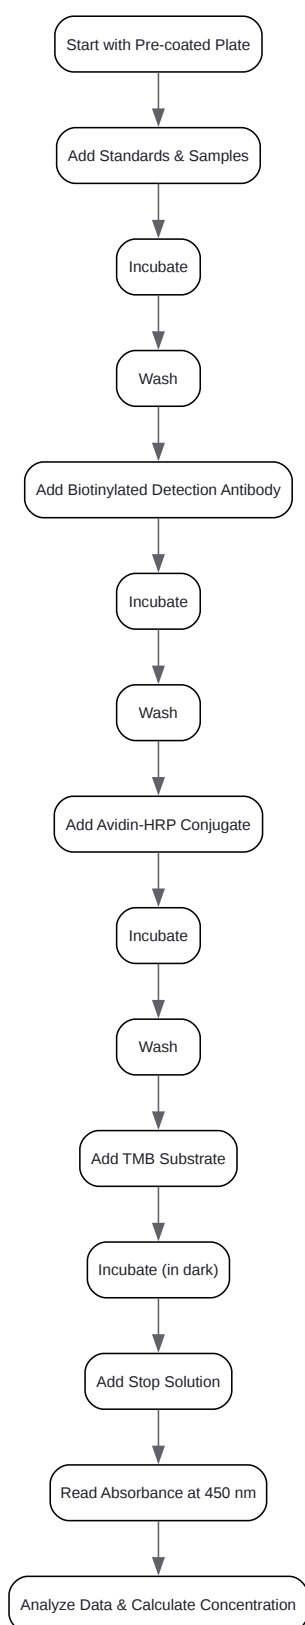 Start with Pre-coated Plate
Add Standards & Samples
Incubate
Wash
Add Biotinylated Detection Antibody
Incubate
Wash
Add Avidin-HRP Conjugate
Incubate
Wash
Add TMB Substrate
Incubate (in dark)
Add Stop Solution
Read Absorbance at 450 nm
Analyze Data & Calculate Concentration